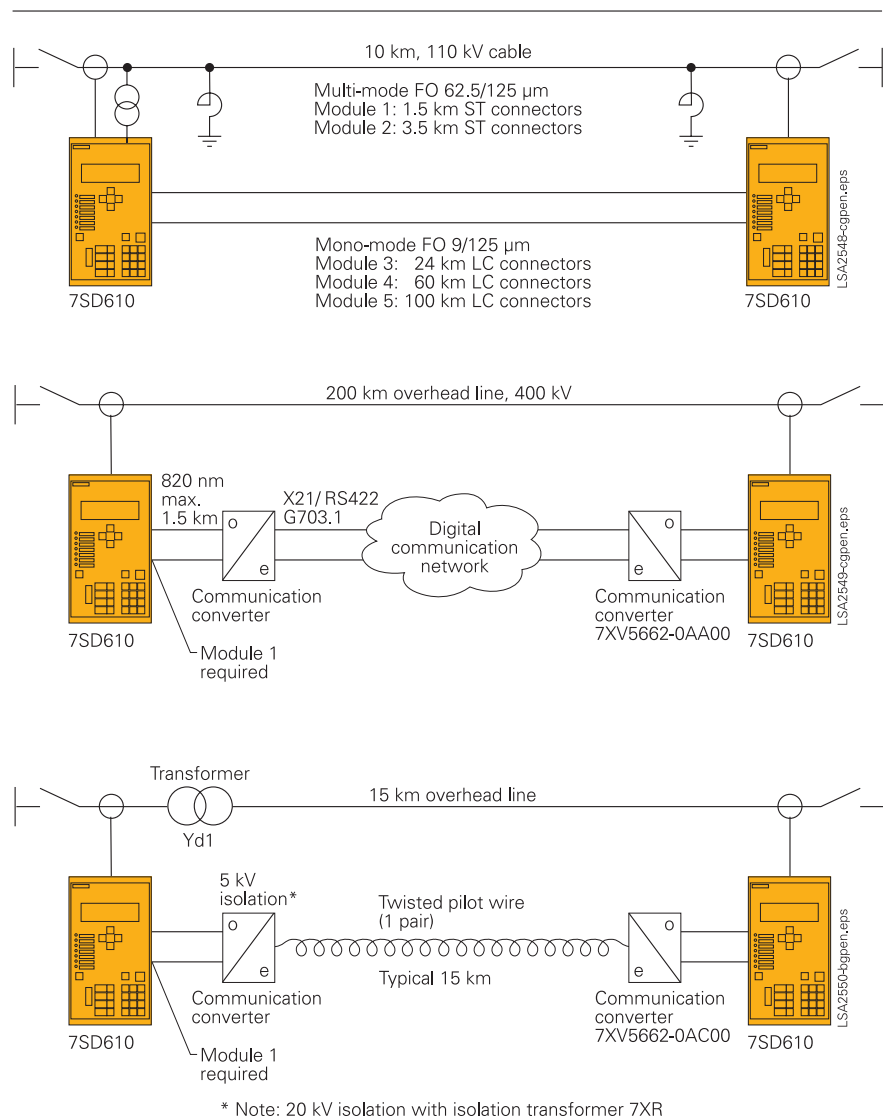 10 km, 110 kV cable
Multi-mode FO 62.5/125 µm
Module 1: 1.5 km ST connectors
Module 2: 3.5 km ST connectors
Mono-mode FO 9/125 µm
Module 3: 24 km LC connectors
Module 4: 60 km LC connectors
Module 5: 100 km LC connectors
7SD610
7SD610
LSA2548-cgpen.eps
200 km overhead line, 400 kV
820 nm
max.
1.5 km
X21/ RS422
G703.1
o
e
Digital
communication
network
o
e
Communication
converter
Communication
converter
7XV5662-0AA00
7SD610
7SD610
Module 1
required
LSA2549-cgpen.eps
Transformer
Yd1
15 km overhead line
5 kV
isolation*
o
e
Twisted pilot wire
(1 pair)
Typical 15 km
o
e
Communication
converter
Communication
converter
7XV5662-0AC00
7SD610
7SD610
Module 1
required
LSA2550-bgpen.eps
* Note: 20 kV isolation with isolation transformer 7XR